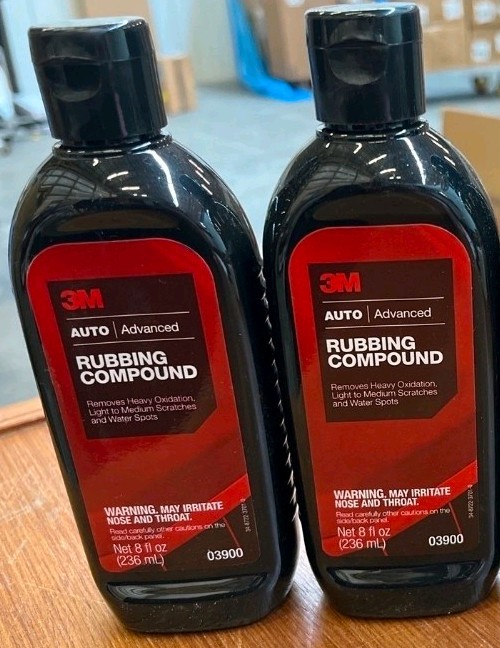 3M
AUTO | Advanced
RUBBING
COMPOUND
Removes Heavy Oxidation,
Light to Medium Scratches
and Water Spots
WARNING. MAY IRRITATE
NOSE AND THROAT.
Read carefully other cautions on the
side/back panel.
Net 8 fl oz
(236 mL)
03900
3M
AUTO | Advanced
RUBBING
COMPOUND
Removes Heavy Oxidation,
Light to Medium Scratches
and Water Spots
WARNING. MAY IRRITATE
NOSE AND THROAT.
Read carefully other cautions on the
side/back panel.
Net 8 fl oz
(236 mL)
03900